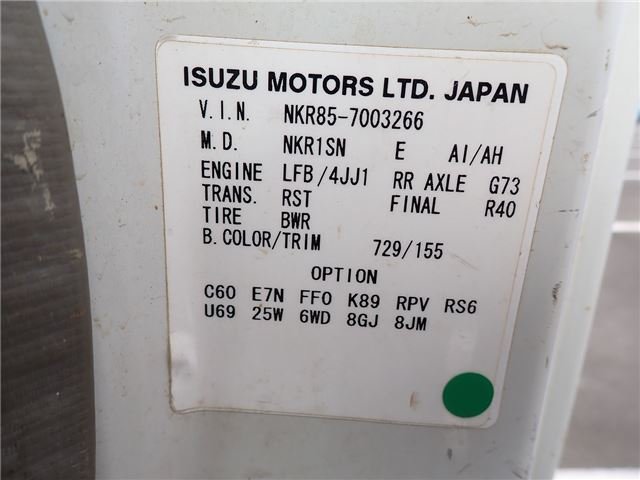 ISUZU MOTORS LTD. JAPAN
V.I.N. NKR85-7003266
M.D. NKR1SN E AI/AH
ENGINE LFB/4JJ1 RR AXLE G73
TRANS. RST FINAL R40
TIRE BWR
B.COLOR/TRIM 729/155
OPTION
C60 E7N FF0 K89 RPV RS6
U69 25W 6WD 8GJ 8JM